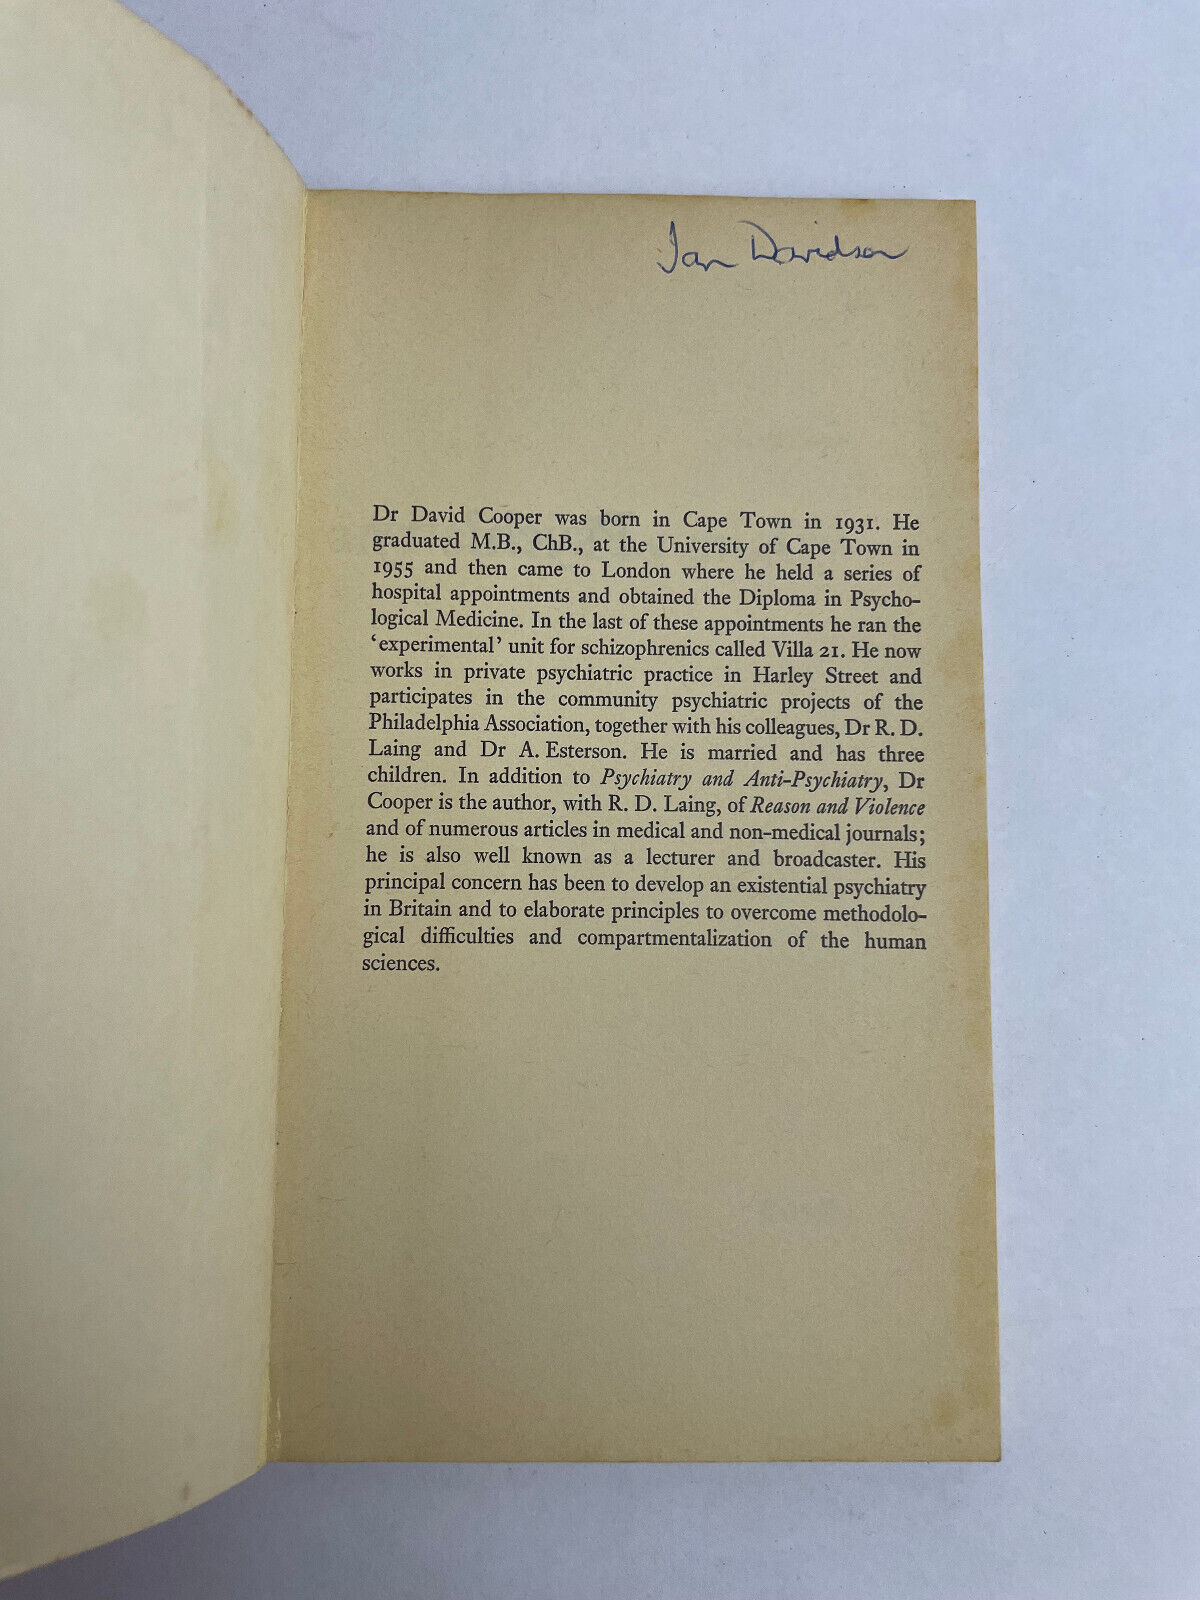 Ian Davidson
Dr David Cooper was born in Cape Town in 1931. He
graduated M.B., ChB., at the University of Cape Town in
1955 and then came to London where he held a series of
hospital appointments and obtained the Diploma in Psycho-
logical Medicine. In the last of these appointments he ran the
‘experimental’ unit for schizophrenics called Villa 21. He now
works in private psychiatric practice in Harley Street and
participates in the community psychiatric projects of the
Philadelphia Association, together with his colleagues, Dr R. D.
Laing and Dr A. Esterson. He is married and has three
children. In addition to Psychiatry and Anti-Psychiatry, Dr
Cooper is the author, with R. D. Laing, of Reason and Violence
and of numerous articles in medical and non-medical journals;
he is also well known as a lecturer and broadcaster. His
principal concern has been to develop an existential psychiatry
in Britain and to elaborate principles to overcome methodolo-
gical difficulties and compartmentalization of the human
sciences.